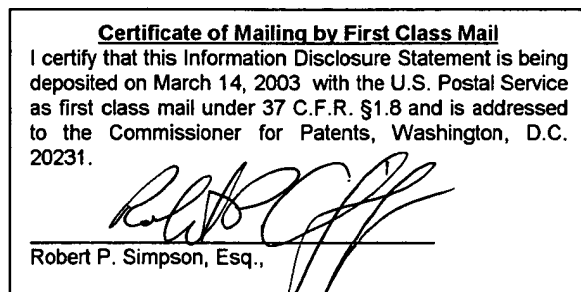 Certificate of Mailing by First Class Mail
I certify that this Information Disclosure Statement is being
deposited on March 14, 2003 with the U.S. Postal Service
as first class mail under 37 C.F.R. §1.8 and is addressed
to the Commissioner for Patents, Washington, D.C.
20231.
Robert P. Simpson, Esq.,